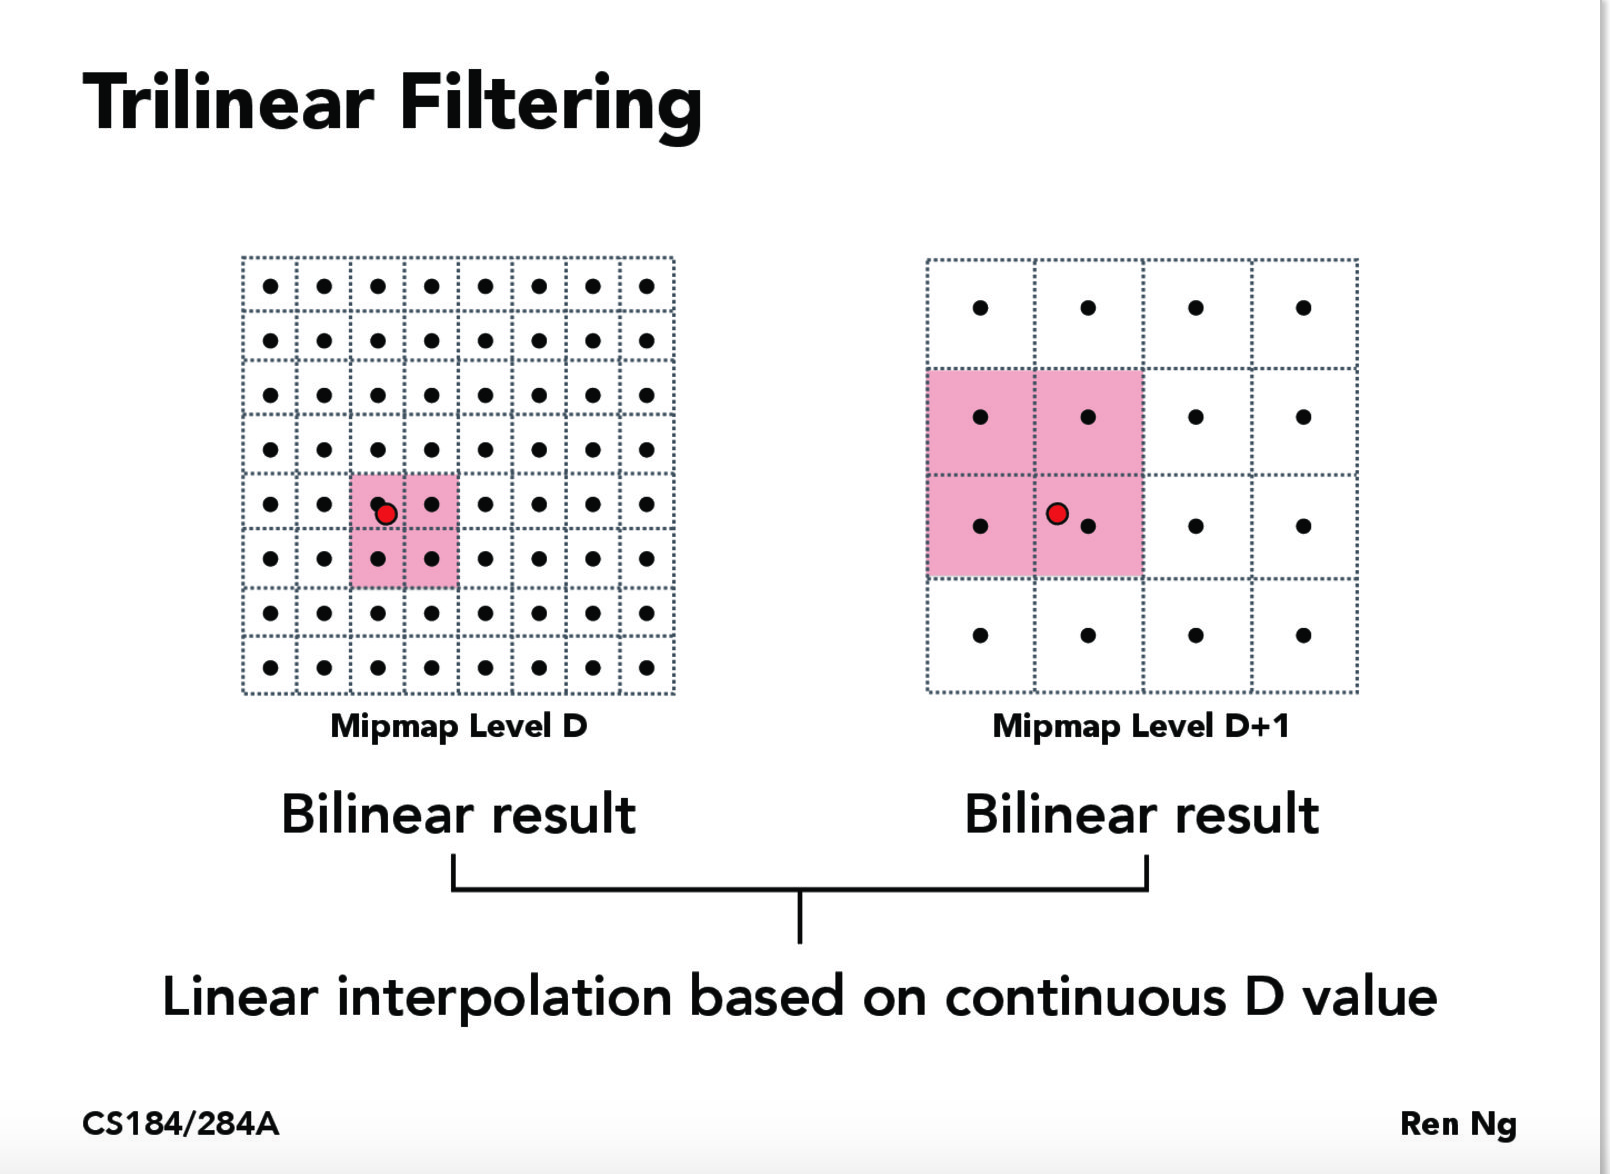 Trilinear Filtering
Mipmap Level D
Mipmap Level D+1
Bilinear result
Bilinear result
Linear interpolation based on continuous D value
CS184/284A
Ren Ng